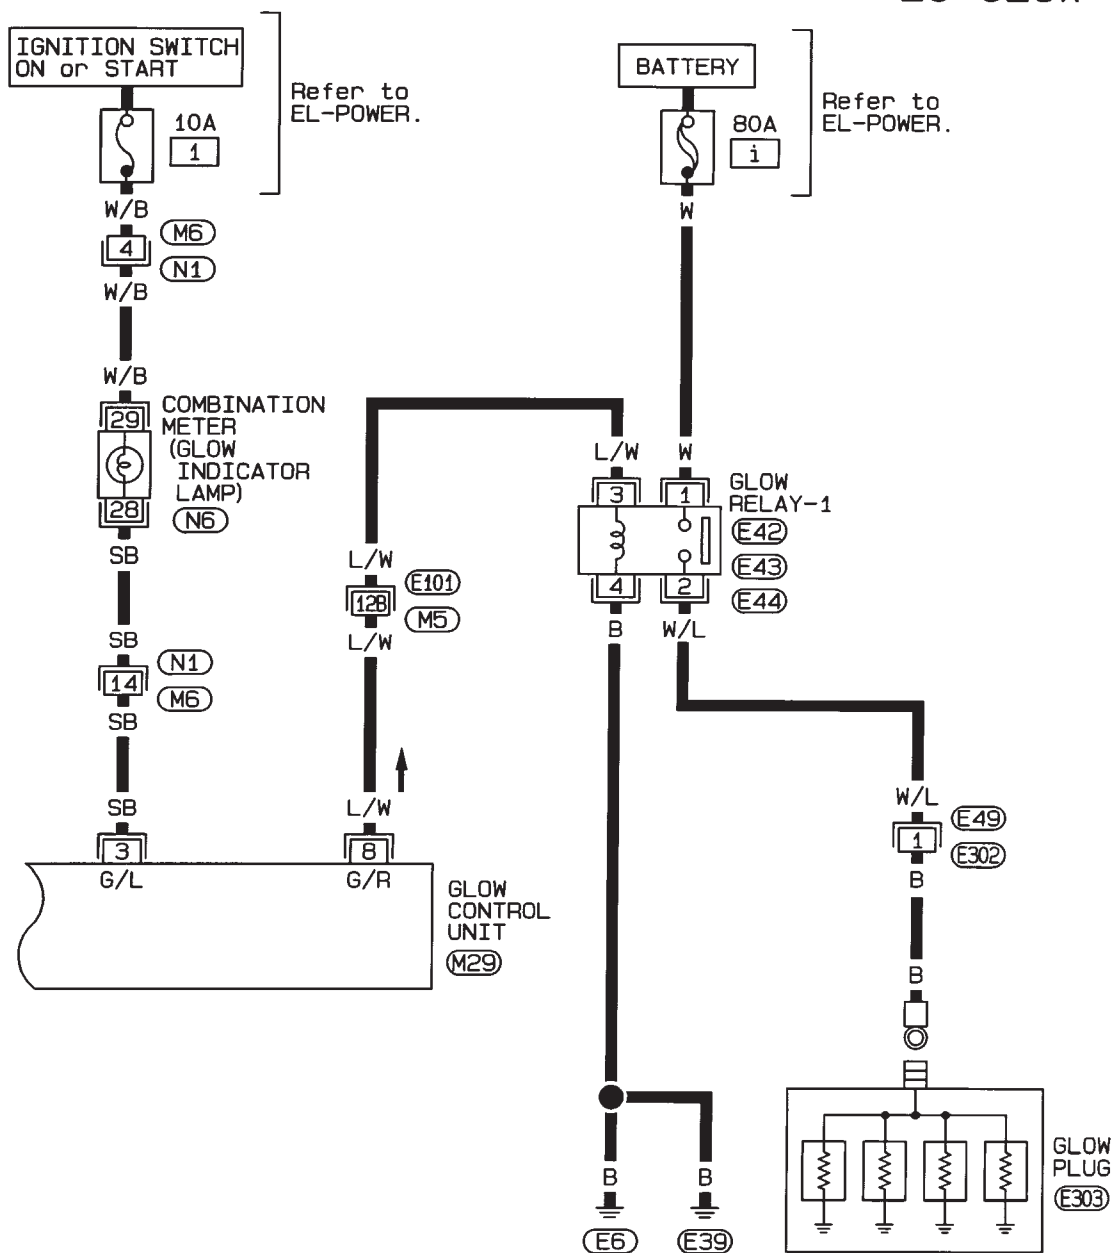 IGNITION SWITCH
ON or START
Refer to
EL-POWER.
10A
1
W/B
4
M6
N1
W/B
W/B
29
COMBINATION
METER
(GLOW
INDICATOR
LAMP)
28
N6
SB
SB
14
N1
M6
SB
SB
3
G/L
BATTERY
Refer to
EL-POWER.
80A
i
W
L/W
W
3
1
GLOW
RELAY-1
E42
E43
E44
4
2
B
W/L
L/W
12B
E101
M5
L/W
L/W
8
G/R
GLOW
CONTROL
UNIT
M29
W/L
1
E49
E302
B
B
B
B
E6
E39
GLOW
PLUG
E303